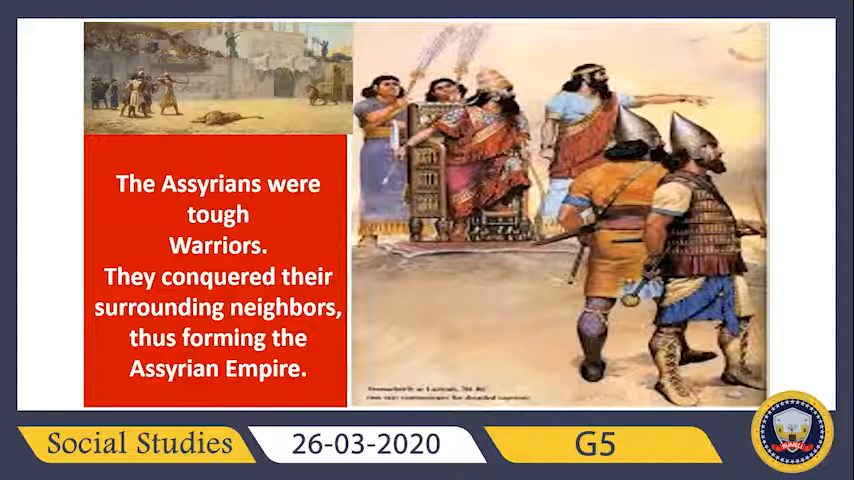 The Assyrians were
tough
Warriors.
They conquered their
surrounding neighbors,
thus forming the
Assyrian Empire.
Social Studies
26-03-2020
G5